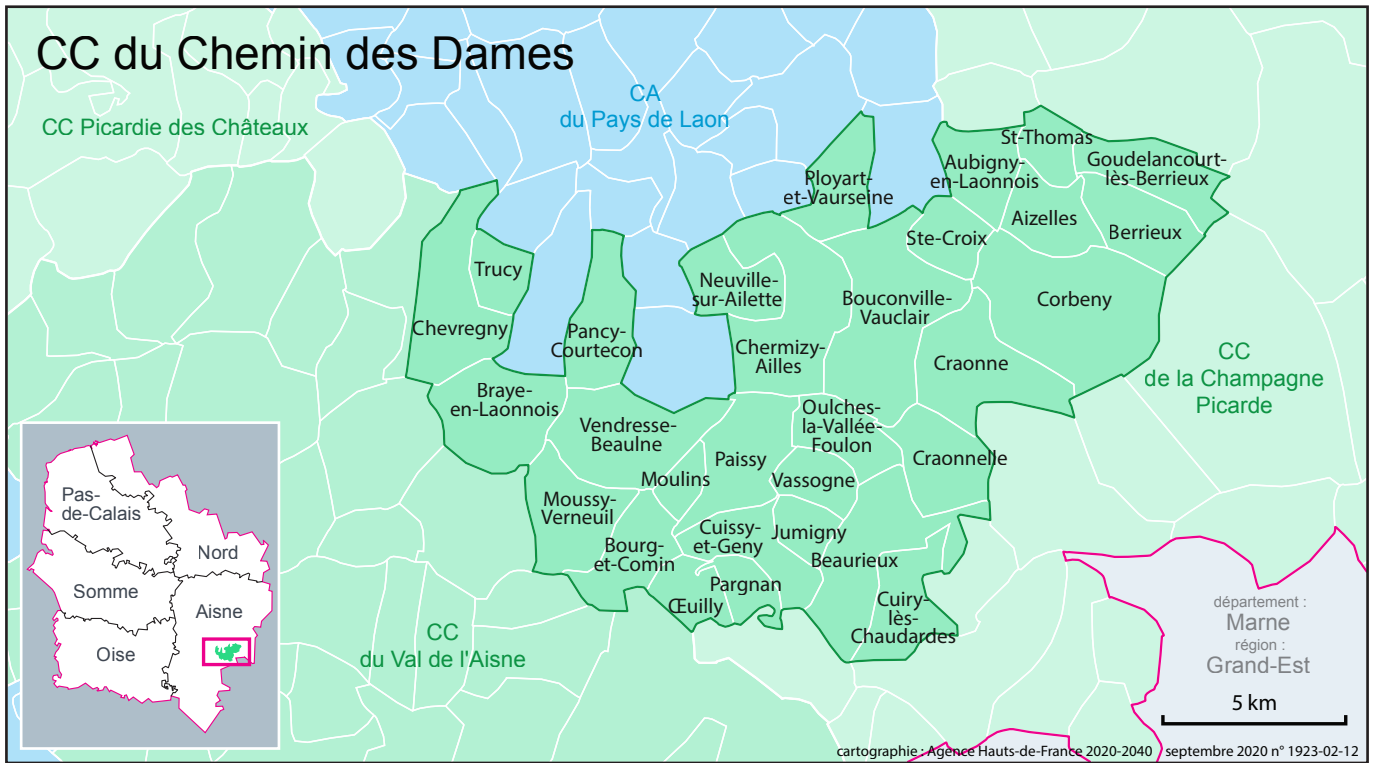 CC du Chemin des Dames
CC Picardie des Châteaux
CA
du Pays de Laon
St-Thomas
Aubigny-
en-Laonnois
Goudelancourt-
lès-Berrieux
Ployart-
et-Vaurseine
Aizelles
Berrieux
Ste-Croix
Trucy
Neuville-
sur-Ailette
Bouconville-
Vauclair
Corbeny
Chevregny
Pancy-
Courtecon
Chermizy-
Ailles
Craonne
CC
de la Champagne
Picarde
Braye-
en-Laonnois
Vendresse-
Beaulne
Oulches-
la-Vallée-
Foulon
Craonnelle
Paissy
Moulins
Vassogne
Moussy-
Verneuil
Cuissy-
et-Geny
Jumigny
Bourg-
et-Comin
Beaurieux
Pargnan
Œuilly
Cuiry-
lès-
Chaudardes
CC
du Val de l'Aisne
Pas-
de-Calais
Nord
Somme
Aisne
Oise
département :
Marne
région :
Grand-Est
5 km
cartographie : Agence Hauts-de-France 2020-2040 septembre 2020 n° 1923-02-12